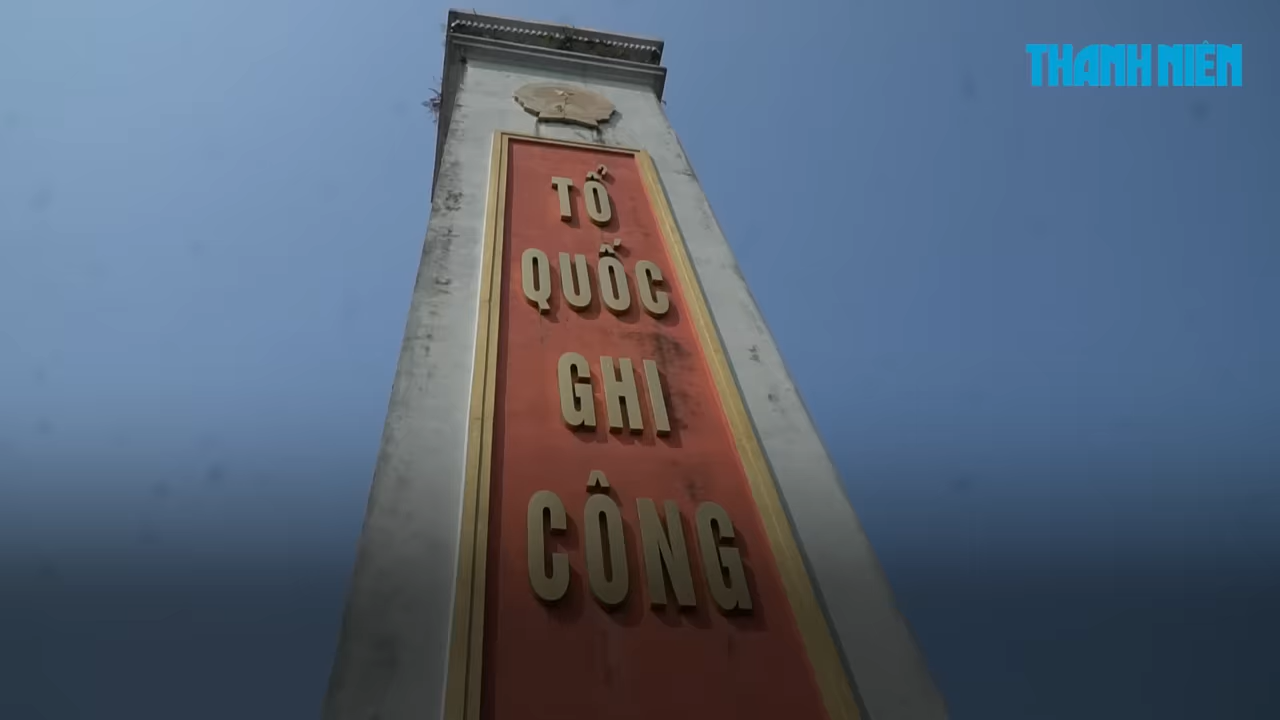 THANH NIÊN
TỔ
QUỐC
GHI
CÔNG